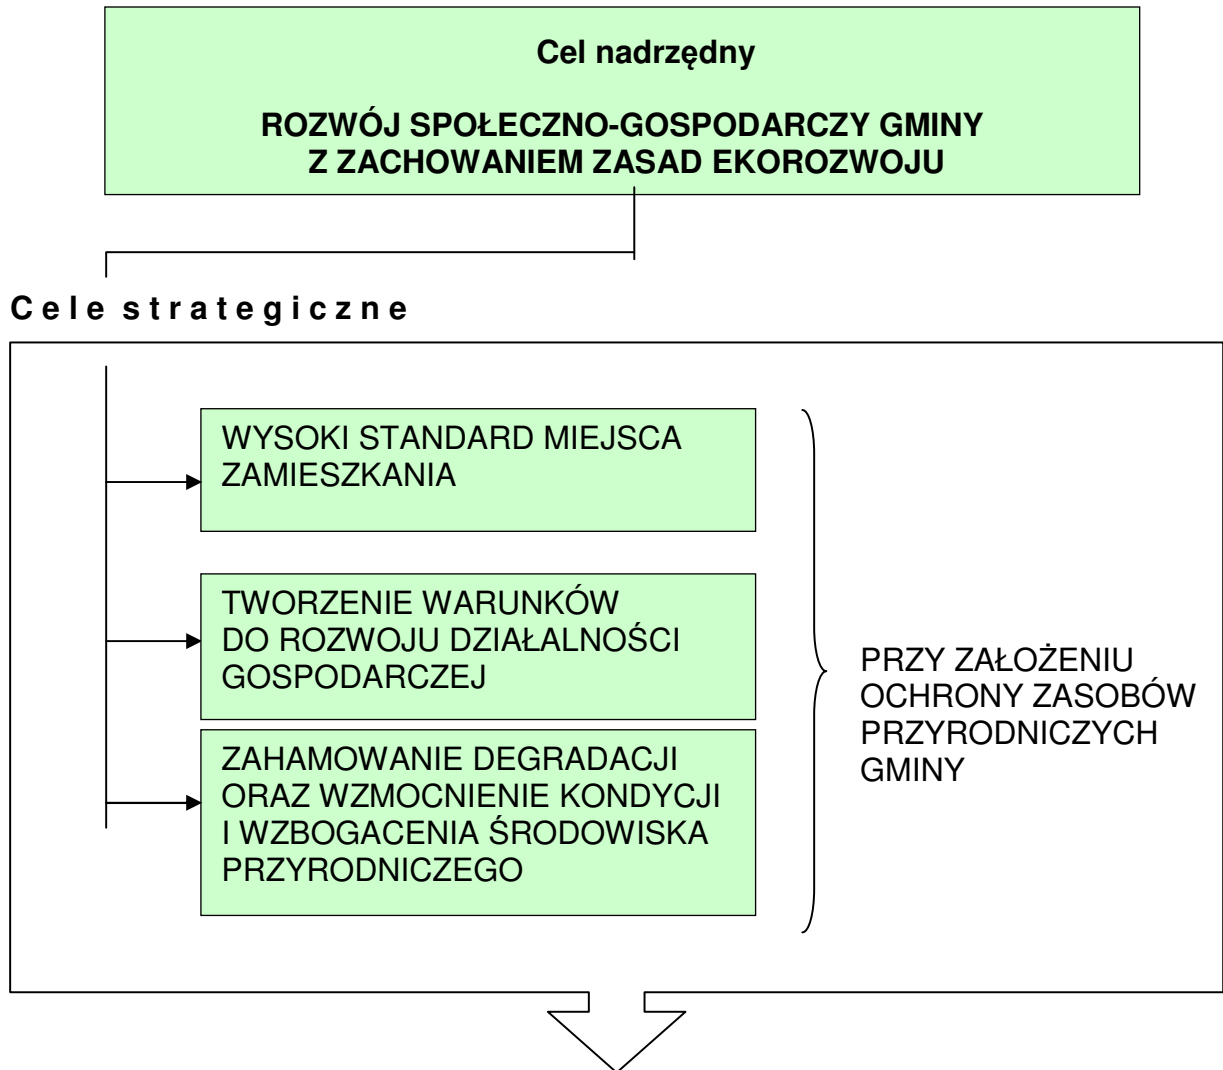 Cel nadrzędny
ROZWÓJ SPOŁECZNO-GOSPODARCZY GMINY
Z ZACHOWANIEM ZASAD EKOROZWOJU
C e l e s t r a t e g i c z n e
WYSOKI STANDARD MIEJSCA
ZAMIESZKANIA
TWORZENIE WARUNKÓW
DO ROZWOJU DZIAŁALNOŚCI
GOSPODARCZEJ
ZAHAMOWANIE DEGRADACJI
ORAZ WZMOCNIENIE KONDYCJI
I WZBOGACENIA ŚRODOWISKA
PRZYRODNICZEGO
PRZY ZAŁOŻENIU
OCHRONY ZASOBÓW
PRZYRODNICZYCH
GMINY